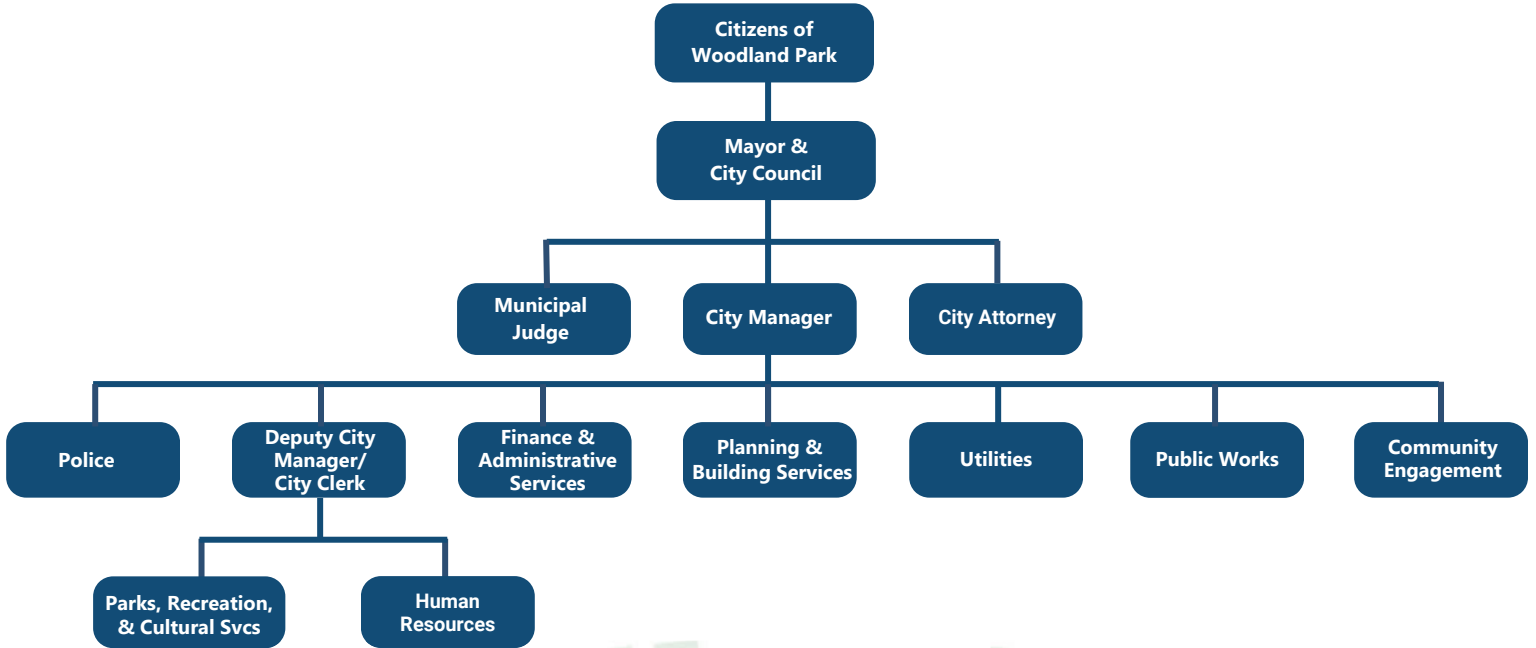 Citizens of
Woodland Park
Mayor &
City Council
Municipal
Judge
City Manager
City Attorney
Police
Deputy City
Manager/
City Clerk
Finance &
Administrative
Services
Planning &
Building Services
Utilities
Public Works
Community
Engagement
Parks, Recreation,
& Cultural Svcs
Human
Resources